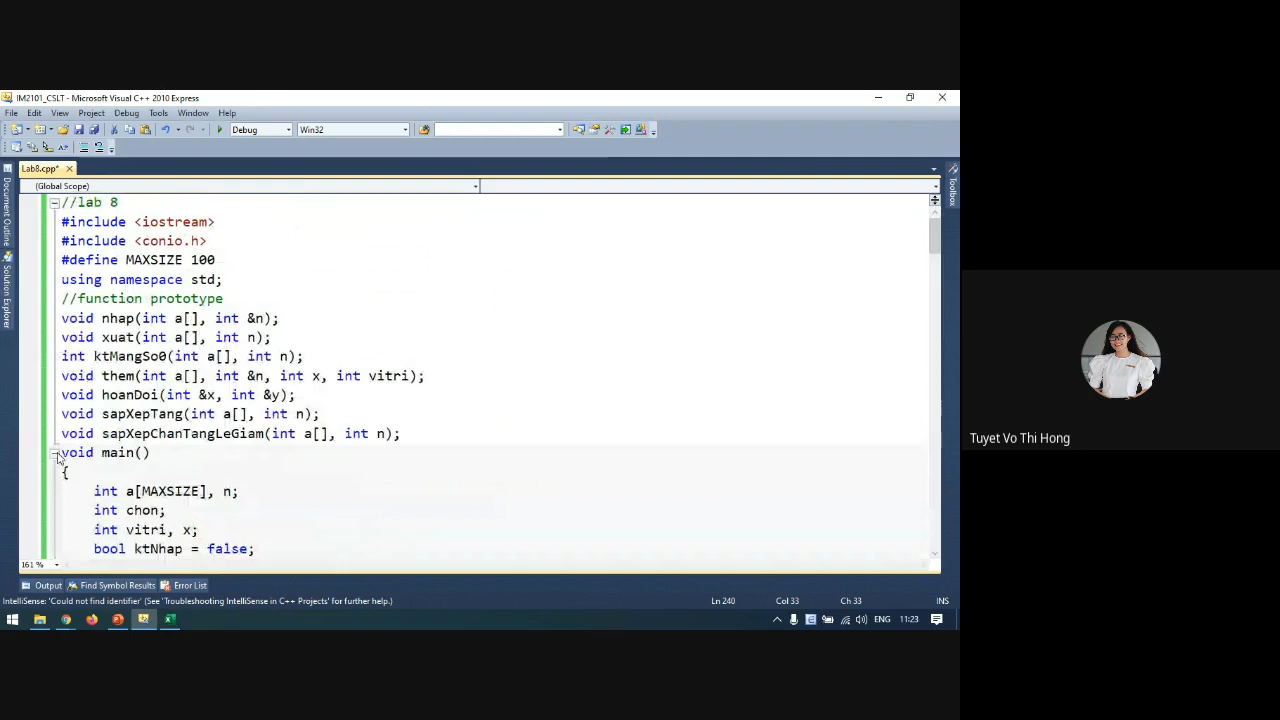 IM2101_CSLT - Microsoft Visual C++ 2010 Express
File Edit View Project Debug Tools Window Help
Debug Win32
Lab8.cpp*
(Global Scope)
//lab 8
#include <iostream>
#include <conio.h>
#define MAXSIZE 100
using namespace std;
//function prototype
void nhap(int a[], int &n);
void xuat(int a[], int n);
int ktMangSo0(int a[], int n);
void them(int a[], int &n, int x, int vitri);
void hoanDoi(int &x, int &y);
void sapXepTang(int a[], int n);
void sapXepChanTangLeGiam(int a[], int n);
void main()
{
int a[MAXSIZE], n;
int chon;
int vitri, x;
bool ktNhap = false;
161 %
Document Outline
Solution Explorer
Toolbox
Output Find Symbol Results Error List
IntelliSense: 'Could not find identifier' (See 'Troubleshooting IntelliSense in C++ Projects' for further help.) Ln 240 Col 33 Ch 33 INS
ENG 11:23
Tuyet Vo Thi Hong